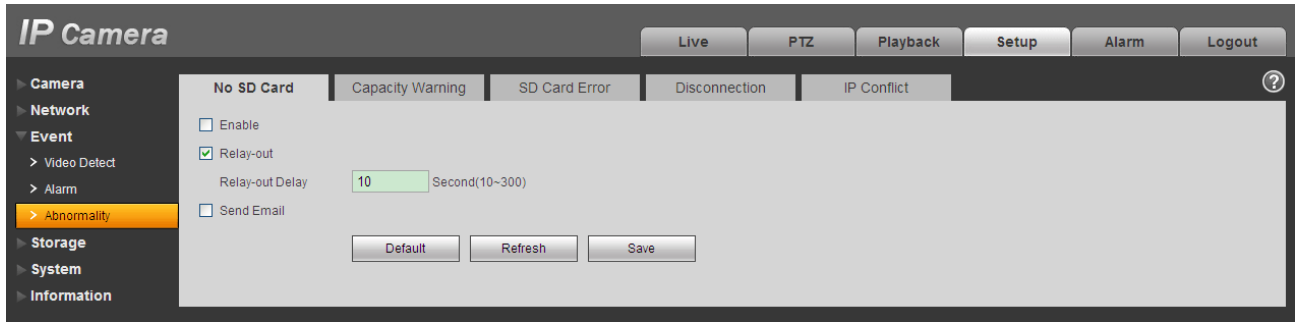 IP Camera
Live PTZ Playback Setup Alarm Logout
Camera
Network
Event
> Video Detect
> Alarm
> Abnormality
Storage
System
Information
No SD Card Capacity Warning SD Card Error Disconnection IP Conflict ?
Enable
Relay-out
Relay-out Delay 10 Second(10~300)
Send Email
Default Refresh Save